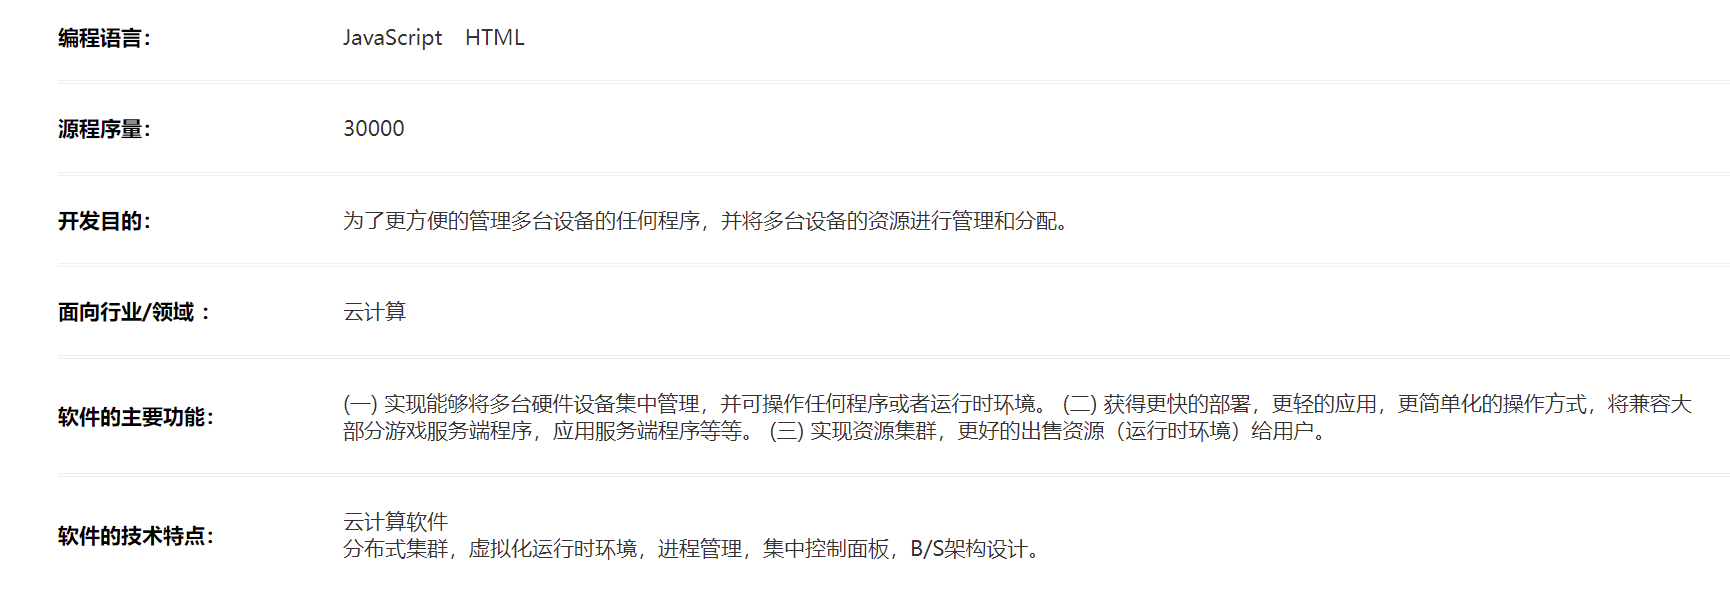 编程语言： JavaScript HTML
源程序量： 30000
开发目的： 为了更方便的管理多台设备的任何程序，并将多台设备的资源进行管理和分配。
面向行业/领域 ： 云计算
软件的主要功能： (一) 实现能够将多台硬件设备集中管理，并可操作任何程序或者运行时环境。 (二) 获得更快的部署，更轻的应用，更简单化的操作方式，将兼容大
部分游戏服务端程序，应用服务端程序等等。 (三) 实现资源集群，更好的出售资源（运行时环境）给用户。
软件的技术特点： 云计算软件
分布式集群，虚拟化运行时环境，进程管理，集中控制面板，B/S架构设计。